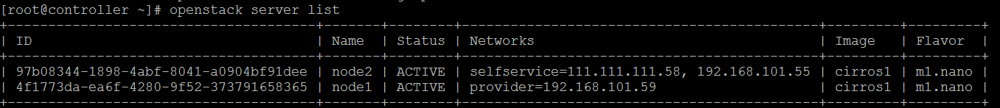 [root@controller ~]# openstack server list
+--------------------------------------+-------+--------+------------------------------------------+---------+---------+
| ID                                   | Name  | Status | Networks                                 | Image   | Flavor  |
+--------------------------------------+-------+--------+------------------------------------------+---------+---------+
| 97b08344-1898-4abf-8041-a0904bf91dee | node2 | ACTIVE | selfservice=111.111.111.58, 192.168.101.55 | cirros1 | m1.nano |
| 4f1773da-ea6f-4280-9f52-373791658365 | node1 | ACTIVE | provider=192.168.101.59                  | cirros1 | m1.nano |
+--------------------------------------+-------+--------+------------------------------------------+---------+---------+